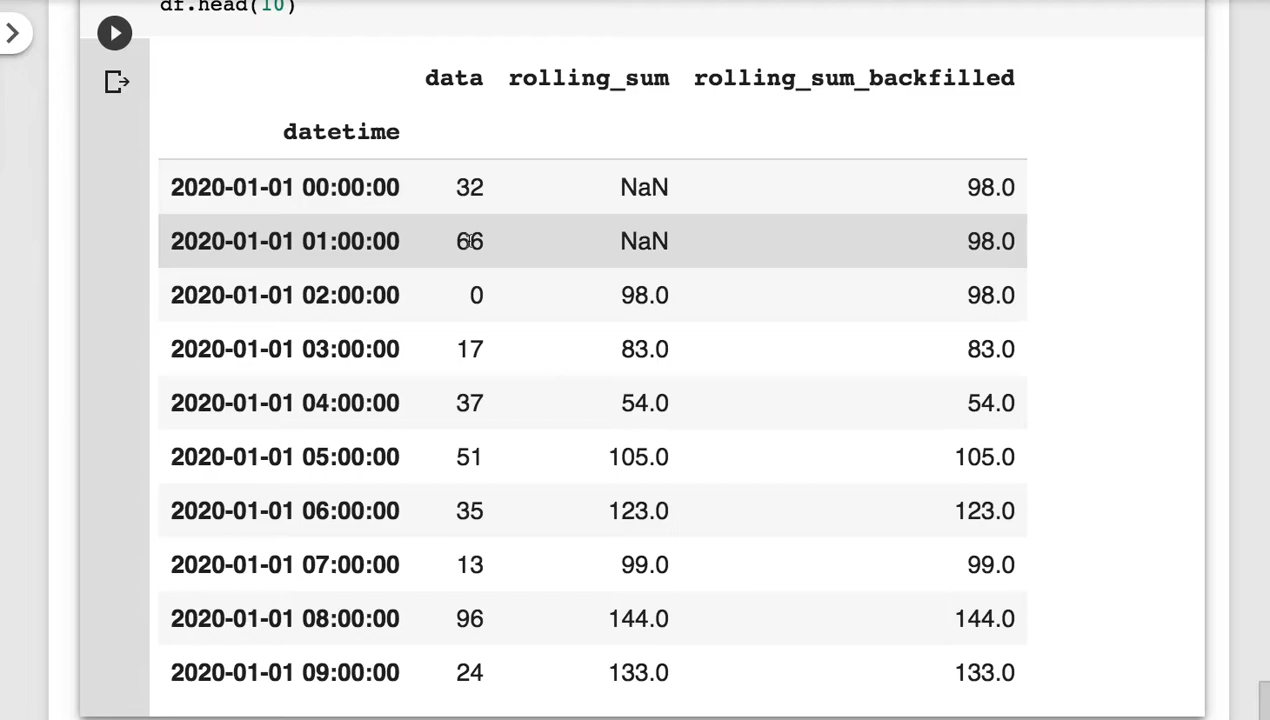 df.head(10)
data rolling_sum rolling_sum_backfilled
datetime
2020-01-01 00:00:00 32 NaN 98.0
2020-01-01 01:00:00 66 NaN 98.0
2020-01-01 02:00:00 0 98.0 98.0
2020-01-01 03:00:00 17 83.0 83.0
2020-01-01 04:00:00 37 54.0 54.0
2020-01-01 05:00:00 51 105.0 105.0
2020-01-01 06:00:00 35 123.0 123.0
2020-01-01 07:00:00 13 99.0 99.0
2020-01-01 08:00:00 96 144.0 144.0
2020-01-01 09:00:00 24 133.0 133.0